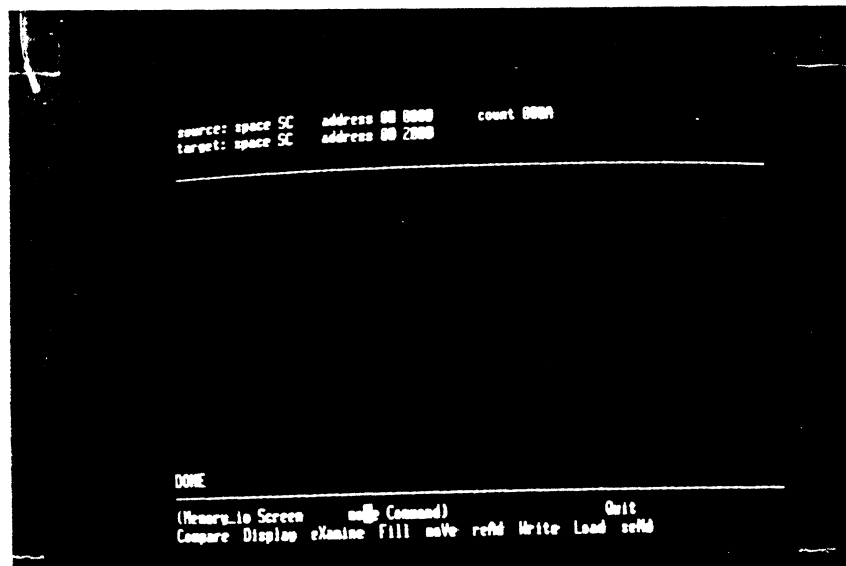 source: space SC address 00 0000 count 000A
target: space SC address 00 2000
DONE
(Memory_io Screen move Command) Quit
Compare Display eXamine Fill moVe reAd Write Load seNd